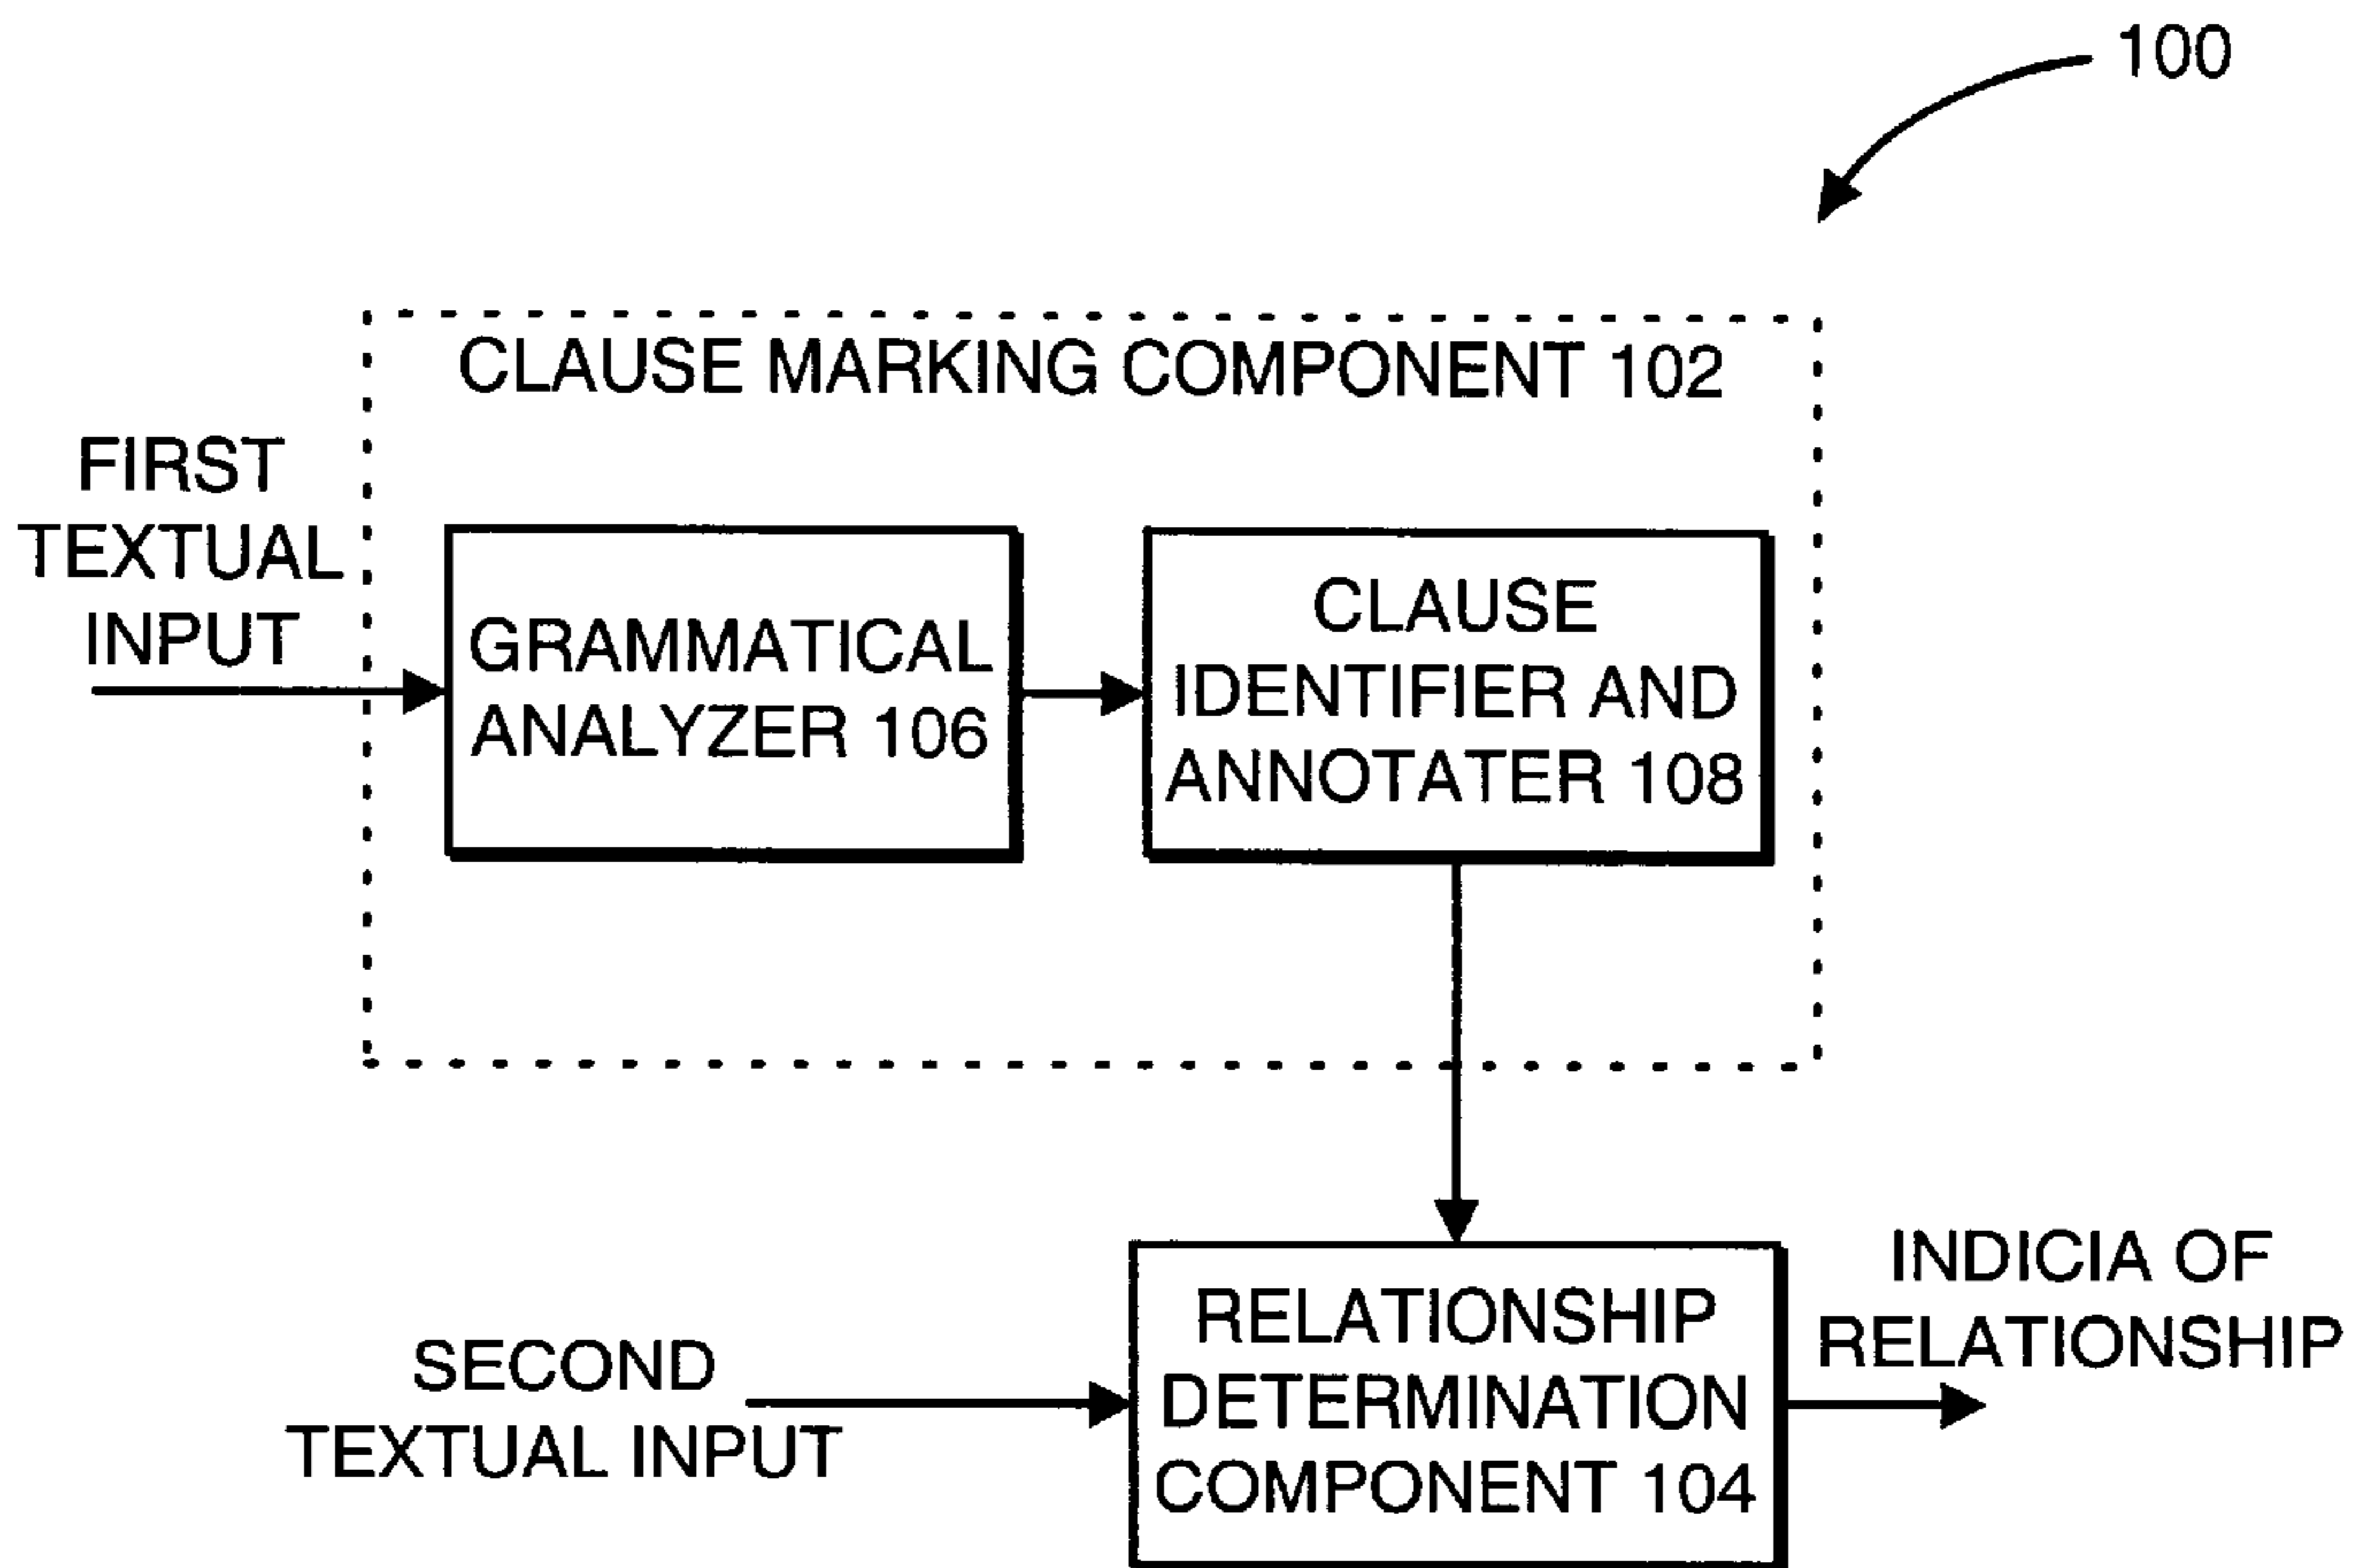 100
CLAUSE MARKING COMPONENT 102
FIRST
TEXTUAL
INPUT
GRAMMATICAL
ANALYZER 106
CLAUSE
IDENTIFIER AND
ANNOTATER 108
SECOND
TEXTUAL INPUT
RELATIONSHIP
DETERMINATION
COMPONENT 104
INDICIA OF
RELATIONSHIP